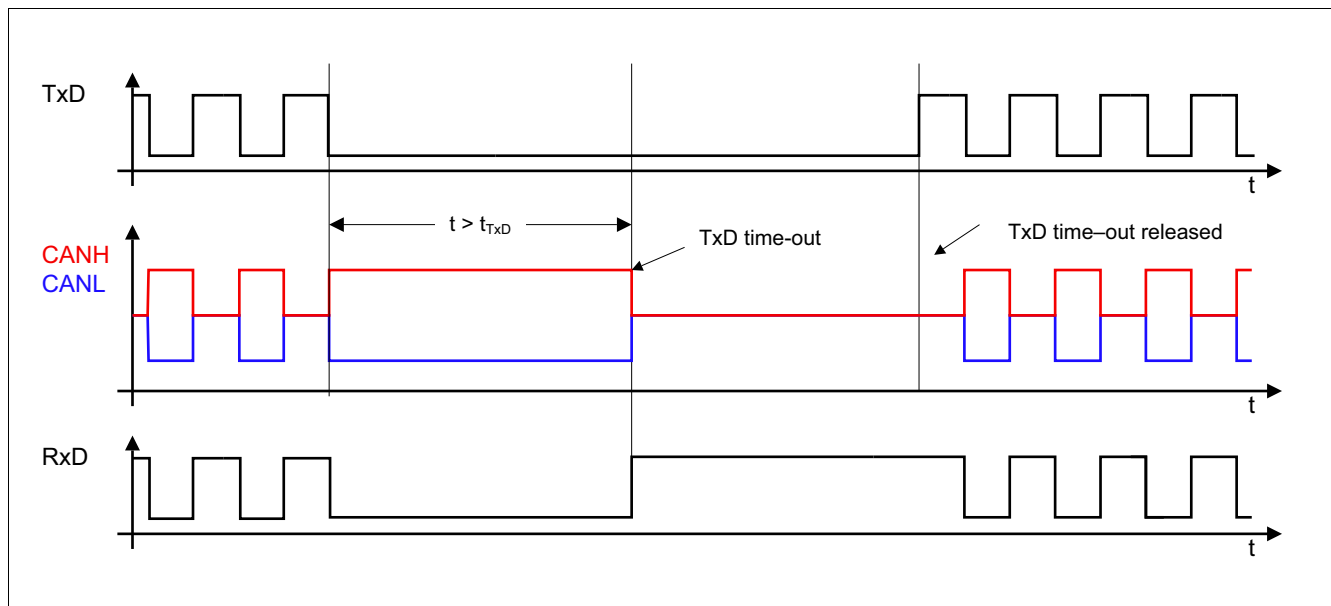 TxD
t
t > tTxD
TxD time-out
TxD time–out released
CANH
CANL
t
RxD
t